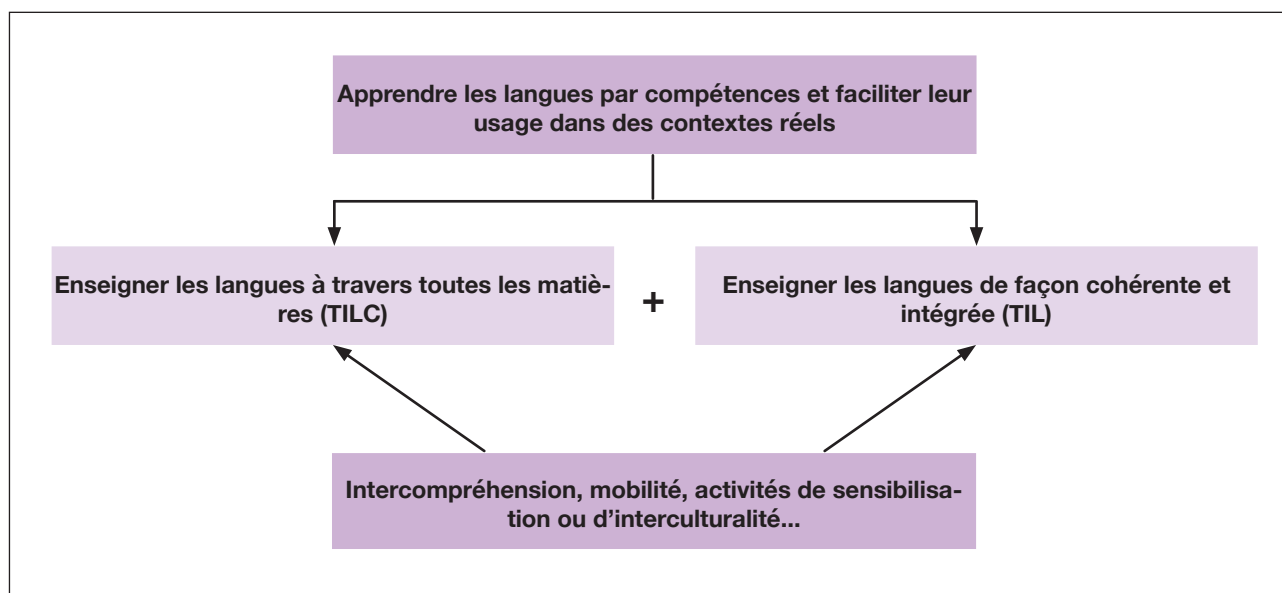 Apprendre les langues par compétences et faciliter leur
usage dans des contextes réels
Enseigner les langues à travers toutes les matiè-
res (TILC)
+
Enseigner les langues de façon cohérente et
intégrée (TIL)
Intercompréhension, mobilité, activités de sensibilisa-
tion ou d’interculturalité...